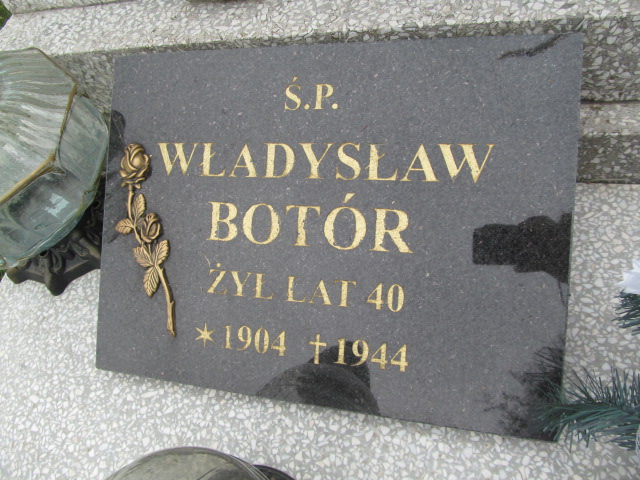 Ś.P.
WŁADYSŁAW
BOTÓR
ŻYŁ LAT 40
* 1904 † 1944